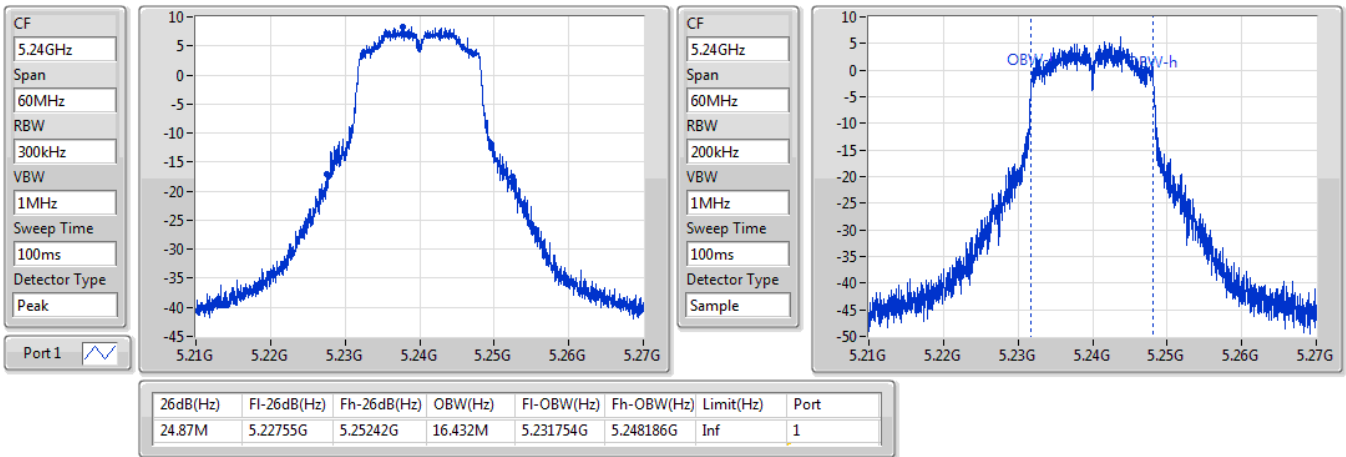 CF
5.24GHz
Span
60MHz
RBW
300kHz
VBW
1MHz
Sweep Time
100ms
Detector Type
Peak
Port 1
10
5
0
-5
-10
-15
-20
-25
-30
-35
-40
-45
5.21G 5.22G 5.23G 5.24G 5.25G 5.26G 5.27G
CF
5.24GHz
Span
60MHz
RBW
200kHz
VBW
1MHz
Sweep Time
100ms
Detector Type
Sample
10
5
0
-5
-10
-15
-20
-25
-30
-35
-40
-45
-50
OBW-h
5.21G 5.22G 5.23G 5.24G 5.25G 5.26G 5.27G
26dB(Hz) Fl-26dB(Hz) Fh-26dB(Hz) OBW(Hz) Fl-OBW(Hz) Fh-OBW(Hz) Limit(Hz) Port
24.87M 5.22755G 5.25242G 16.432M 5.231754G 5.248186G Inf 1